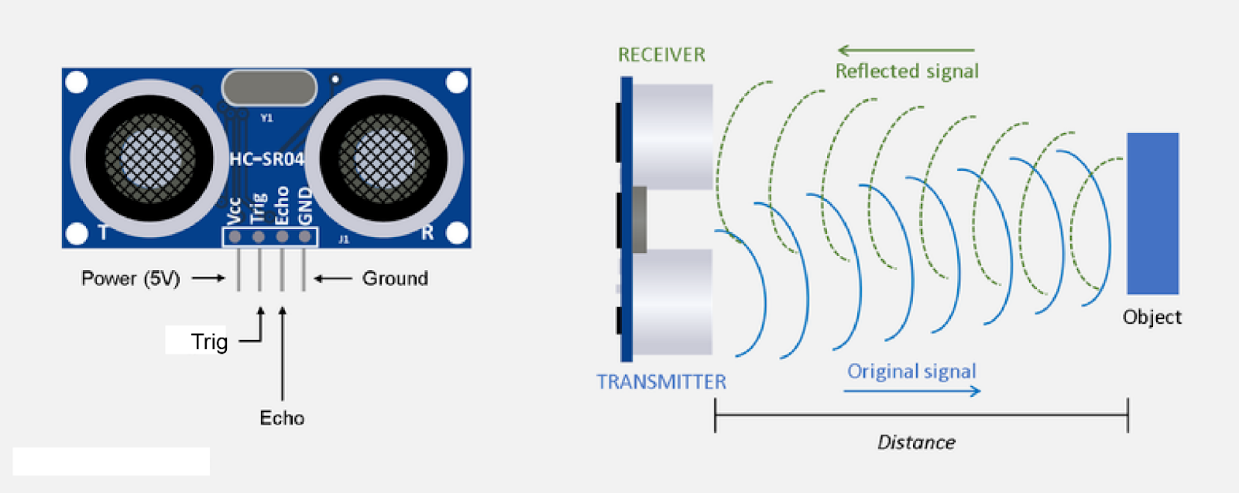 Y1
HC-SR04
Vcc
Trig
Echo
GND
T
J1
R
Power (5V)
Ground
Trig
Echo
RECEIVER
Reflected signal
TRANSMITTER
Original signal
Object
Distance